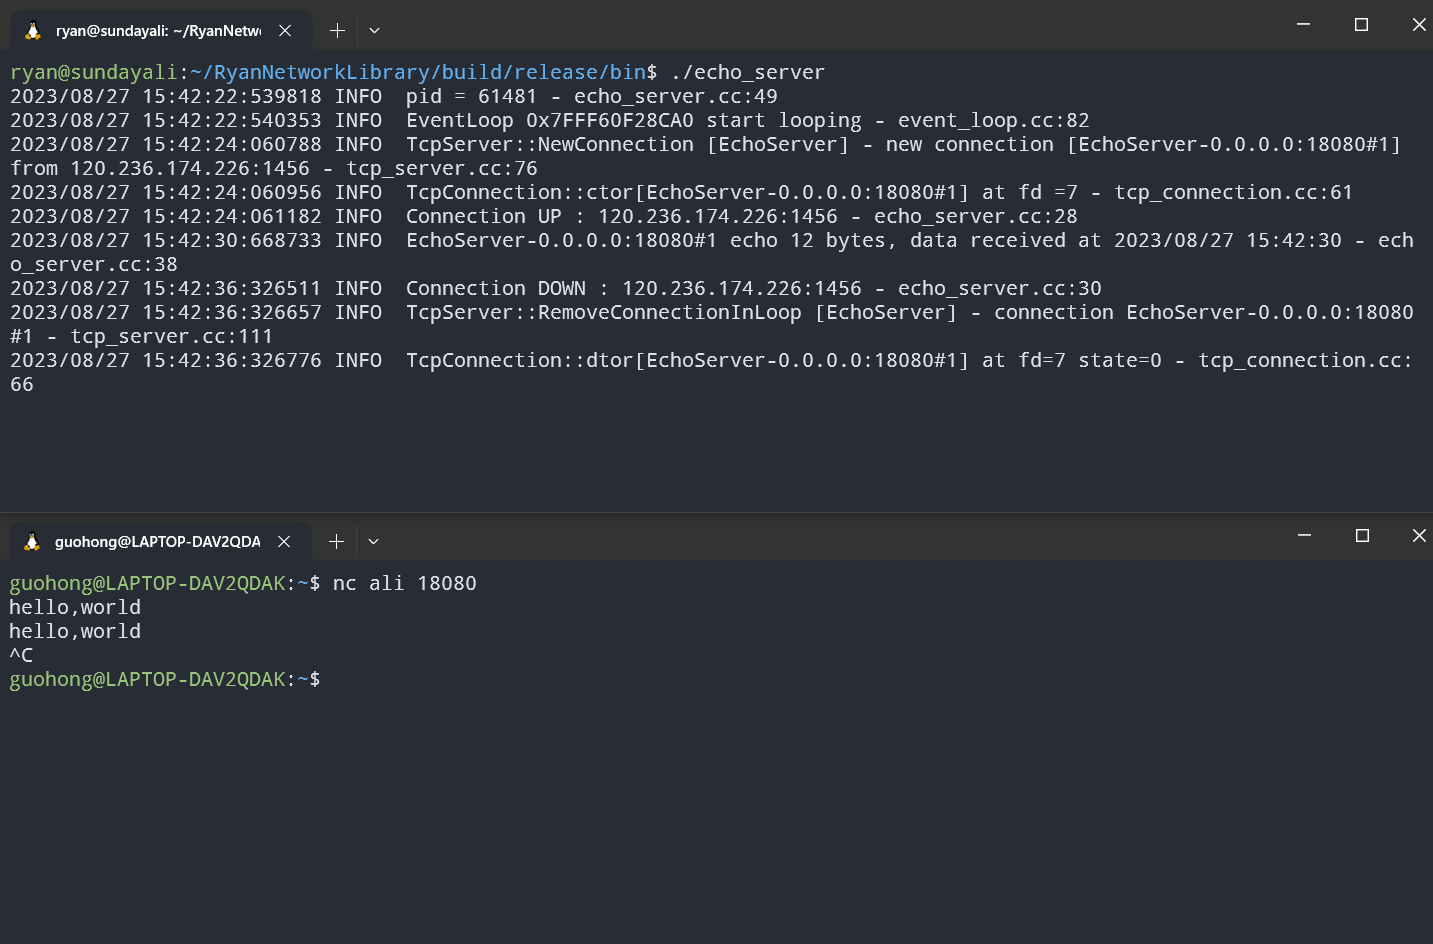 ryan@sundayali: ~/RyanNetw
ryan@sundayali:~/RyanNetworkLibrary/build/release/bin$ ./echo_server
2023/08/27 15:42:22:539818 INFO  pid = 61481 - echo_server.cc:49
2023/08/27 15:42:22:540353 INFO  EventLoop 0x7FFF60F28CA0 start looping - event_loop.cc:82
2023/08/27 15:42:24:060788 INFO  TcpServer::NewConnection [EchoServer] - new connection [EchoServer-0.0.0.0:18080#1]
from 120.236.174.226:1456 - tcp_server.cc:76
2023/08/27 15:42:24:060956 INFO  TcpConnection::ctor[EchoServer-0.0.0.0:18080#1] at fd =7 - tcp_connection.cc:61
2023/08/27 15:42:24:061182 INFO  Connection UP : 120.236.174.226:1456 - echo_server.cc:28
2023/08/27 15:42:30:668733 INFO  EchoServer-0.0.0.0:18080#1 echo 12 bytes, data received at 2023/08/27 15:42:30 - ech
o_server.cc:38
2023/08/27 15:42:36:326511 INFO  Connection DOWN : 120.236.174.226:1456 - echo_server.cc:30
2023/08/27 15:42:36:326657 INFO  TcpServer::RemoveConnectionInLoop [EchoServer] - connection EchoServer-0.0.0.0:18080
#1 - tcp_server.cc:111
2023/08/27 15:42:36:326776 INFO  TcpConnection::dtor[EchoServer-0.0.0.0:18080#1] at fd=7 state=0 - tcp_connection.cc:
66
guohong@LAPTOP-DAV2QDA
guohong@LAPTOP-DAV2QDAK:~$ nc ali 18080
hello,world
hello,world
^C
guohong@LAPTOP-DAV2QDAK:~$